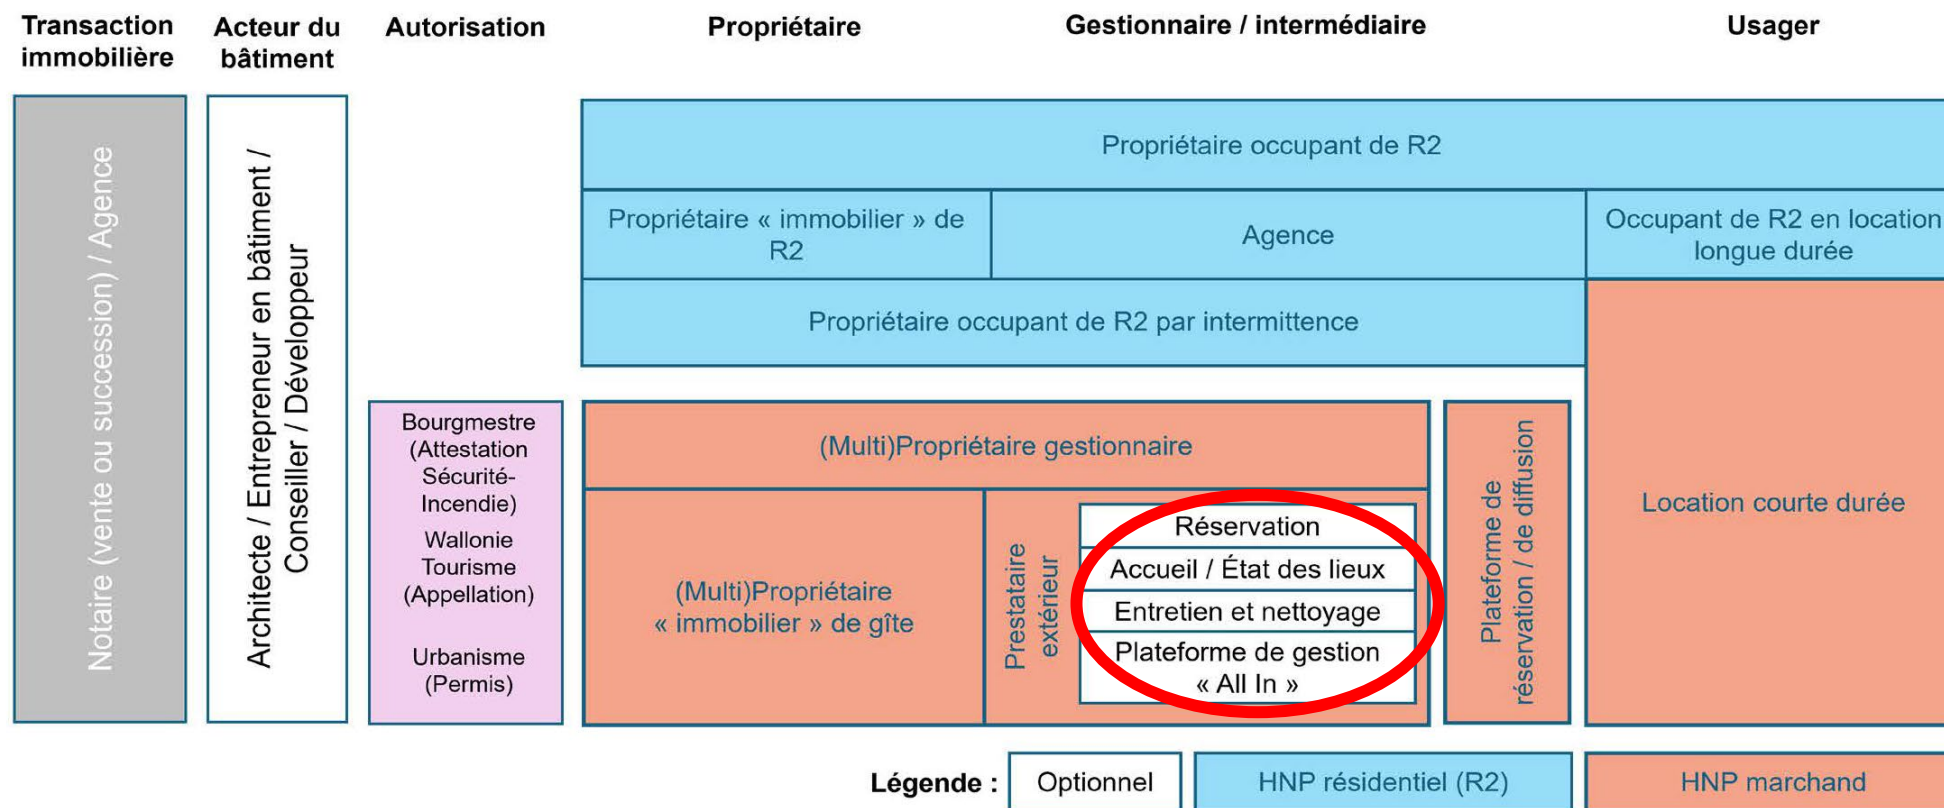 Transaction
immobilière
Acteur du
bâtiment
Autorisation
Propriétaire
Gestionnaire / intermédiaire
Usager
Notaire (vente ou succession) / Agence
Architecte / Entrepreneur en bâtiment /
Conseiller / Développeur
Propriétaire occupant de R2
Propriétaire « immobilier » de
R2
Agence
Occupant de R2 en location
longue durée
Propriétaire occupant de R2 par intermittence
Bourgmestre
(Attestation
Sécurité-
Incendie)
Wallonie
Tourisme
(Appellation)
Urbanisme
(Permis)
(Multi)Propriétaire gestionnaire
(Multi)Propriétaire
« immobilier » de gîte
Prestataire
extérieur
Réservation
Accueil / État des lieux
Entretien et nettoyage
Plateforme de gestion
« All In »
Plateforme de
réservation / de diffusion
Location courte durée
Légende :
Optionnel
HNP résidentiel (R2)
HNP marchand